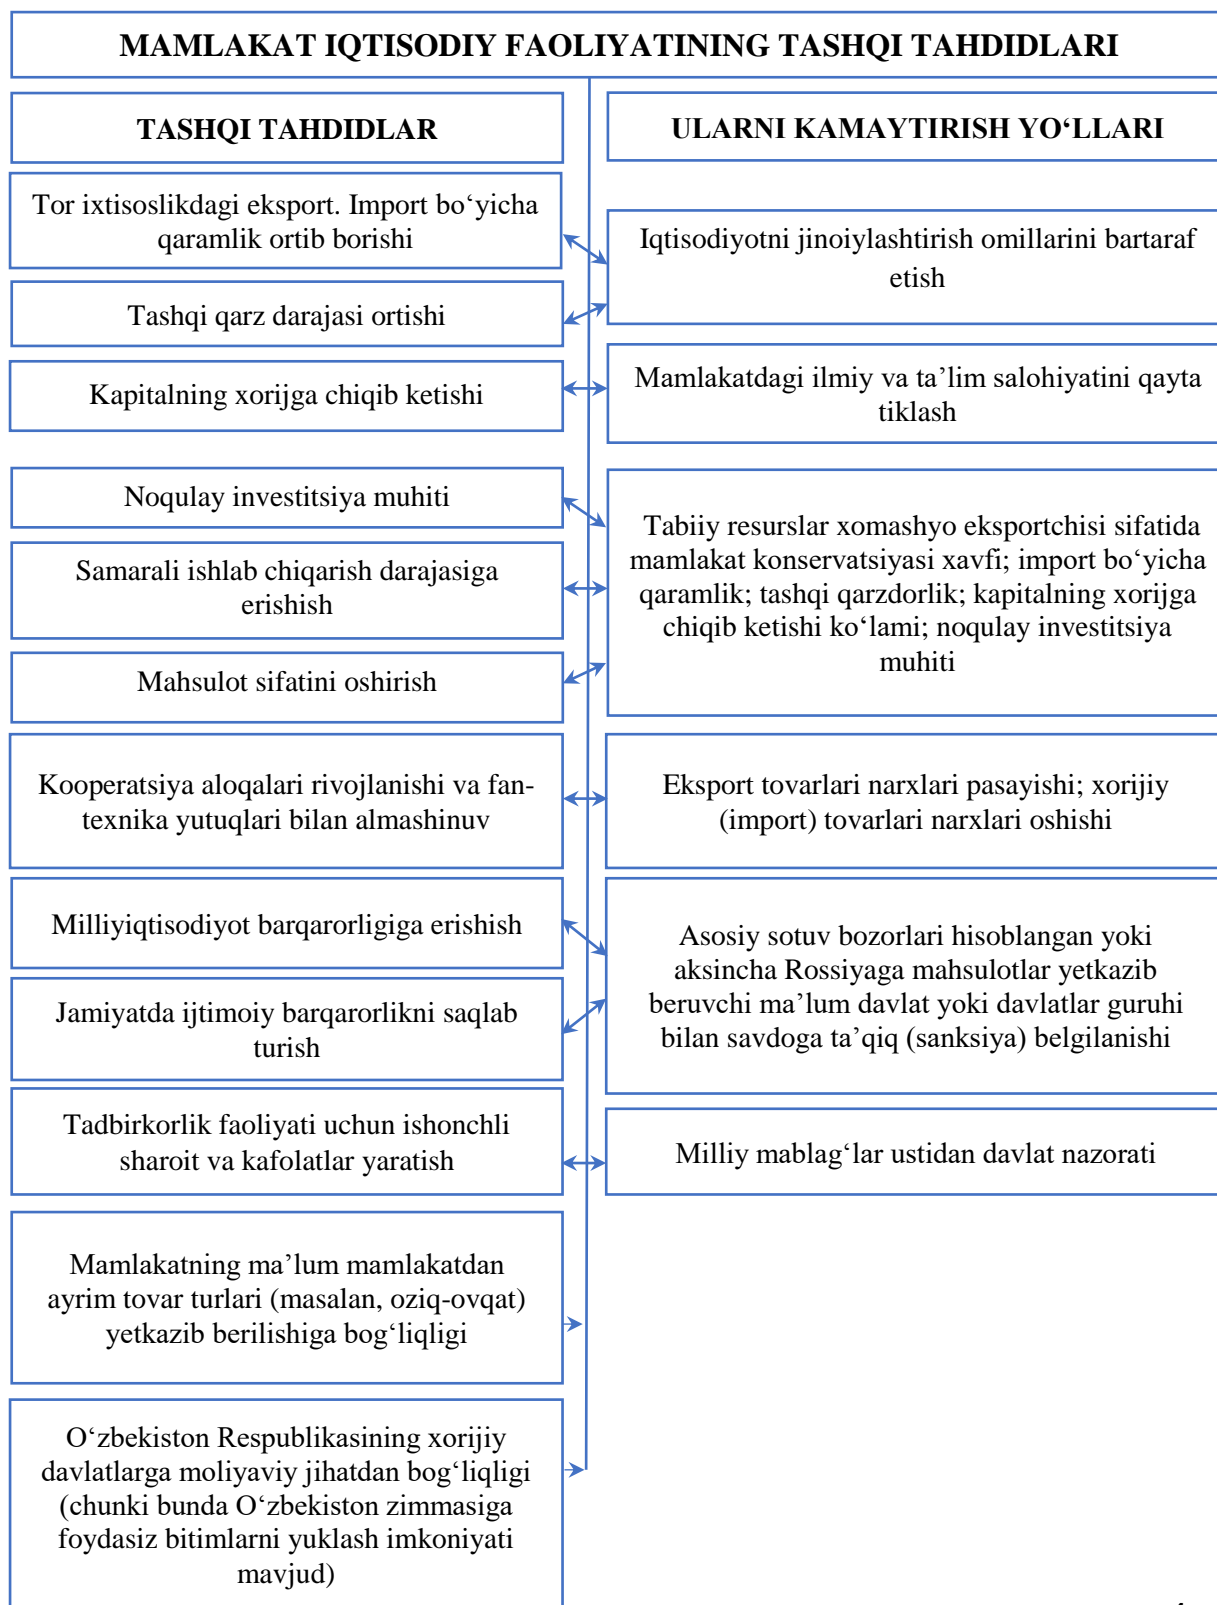 MAMLAKAT IQTISODIY FAOLIYATINING TASHQI TAHDIDLARI
TASHQI TAHDIDLAR
ULARNI KAMAYTIRISH YO‘LLARI
Tor ixtisoslikdagi eksport. Import bo‘yicha
qaramlik ortib borishi
Iqtisodiyotni jinoiylashtirish omillarini bartaraf
etish
Tashqi qarz darajasi ortishi
Kapitalning xorijga chiqib ketishi
Mamlakatdagi ilmiy va ta’lim salohiyatini qayta
tiklash
Noqulay investitsiya muhiti
Samarali ishlab chiqarish darajasiga
erishish
Mahsulot sifatini oshirish
Tabiiy resurslar xomashyo eksportchisi sifatida
mamlakat konservatsiyasi xavfi; import bo‘yicha
qaramlik; tashqi qarzdorlik; kapitalning xorijga
chiqib ketishi ko‘lami; noqulay investitsiya
muhiti
Kooperatsiya aloqalari rivojlanishi va fan-
texnika yutuqlari bilan almashinuv
Eksport tovarlari narxlari pasayishi; xorijiy
(import) tovarlari narxlari oshishi
Milliyiqtisodiyot barqarorligiga erishish
Jamiyatda ijtimoiy barqarorlikni saqlab
turish
Asosiy sotuv bozorlari hisoblangan yoki
aksincha Rossiyaga mahsulotlar yetkazib
beruvchi ma’lum davlat yoki davlatlar guruhi
bilan savdoga ta’qiq (sanksiya) belgilanishi
Tadbirkorlik faoliyati uchun ishonchli
sharoit va kafolatlar yaratish
Milliy mablag‘lar ustidan davlat nazorati
Mamlakatning ma’lum mamlakatdan
ayrim tovar turlari (masalan, oziq-ovqat)
yetkazib berilishiga bog‘liqligi
O‘zbekiston Respublikasining xorijiy
davlatlarga moliyaviy jihatdan bog‘liqligi
(chunki bunda O‘zbekiston zimmasiga
foydasiz bitimlarni yuklash imkoniyati
mavjud)